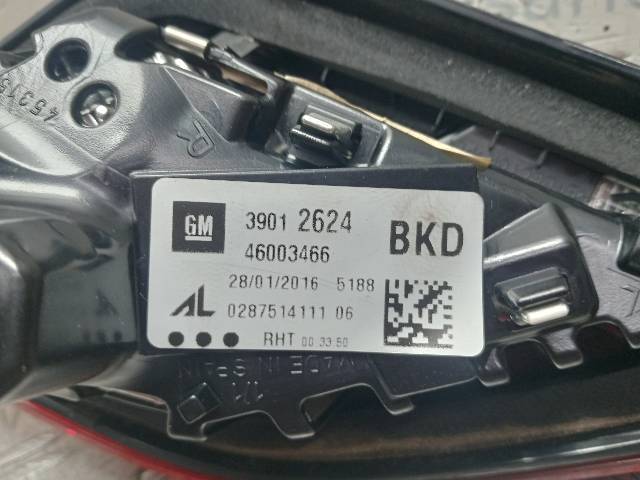 45315
R
GM 3901 2624 BKD
46003466
28/01/2016 5188
AL 0287514111 06
RHT 00 33 50
MADE IN SPAIN